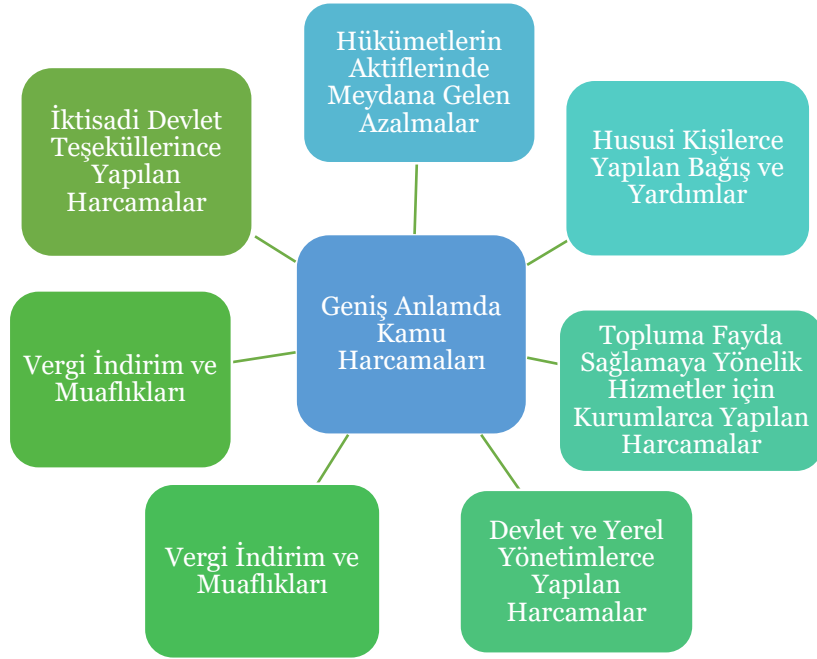 Hükümetlerin
Aktiflerinde
Meydana Gelen
Azalmalar
Hususi Kişilerce
Yapılan Bağış ve
Yardımlar
Topluma Fayda
Sağlamaya Yönelik
Hizmetler için
Kurumlarca Yapılan
Harcamalar
Devlet ve Yerel
Yönetimlerce
Yapılan
Harcamalar
Vergi İndirim ve
Muaflıkları
Vergi İndirim ve
Muaflıkları
İktisadi Devlet
Teşeküllerince
Yapılan
Harcamalar
Geniş Anlamda
Kamu
Harcamaları